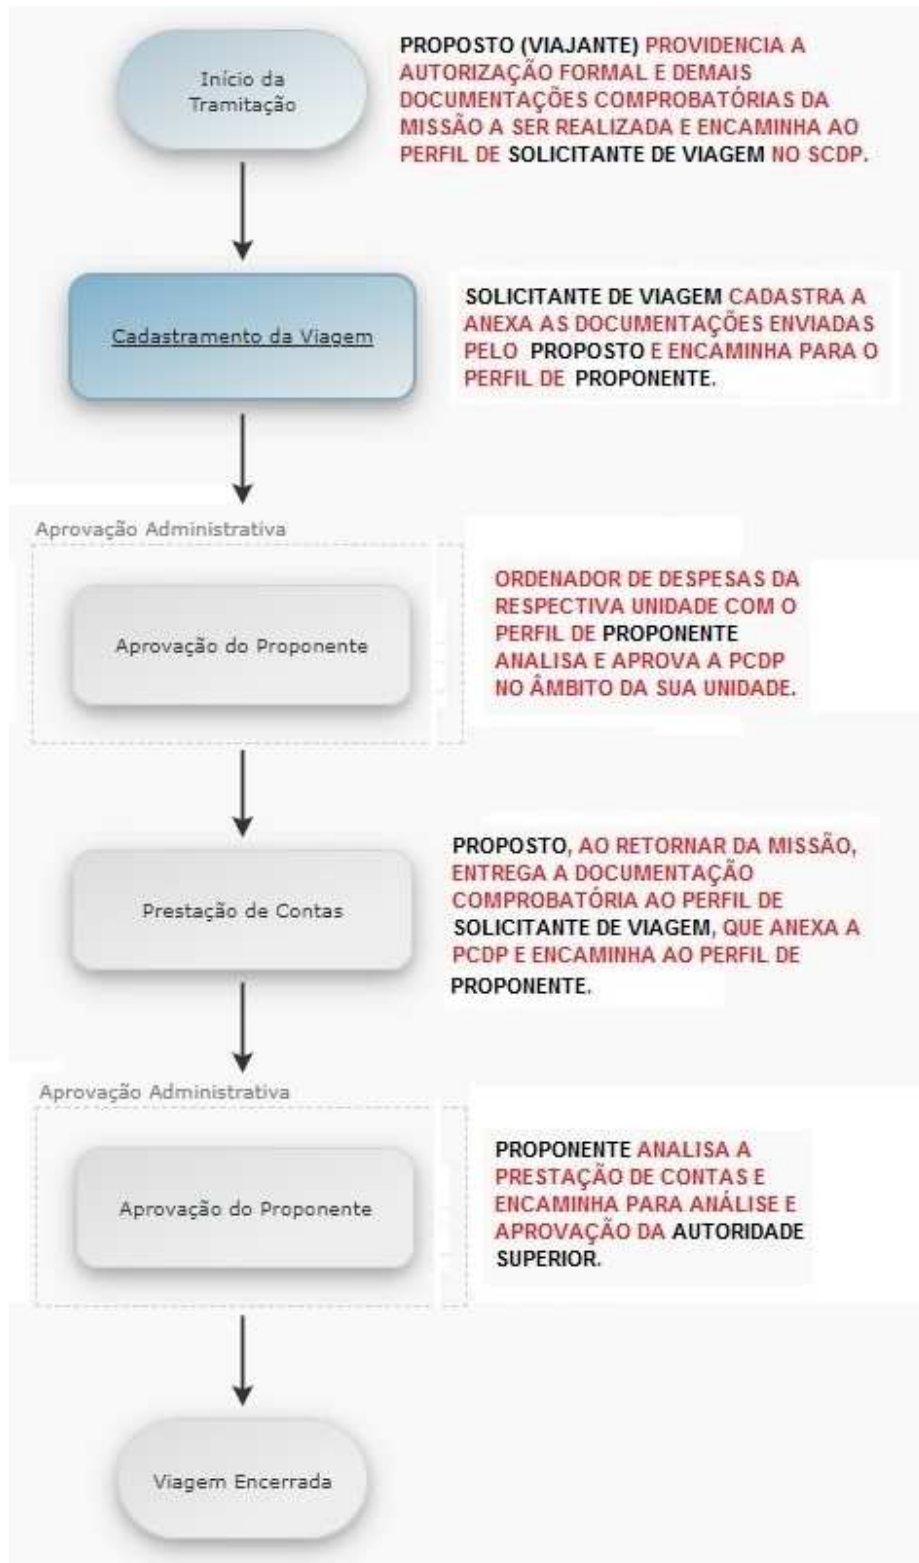 Início da
Tramitação
PROPOSTO (VIAJANTE) PROVIDENCIA A
AUTORIZAÇÃO FORMAL E DEMAIS
DOCUMENTAÇÕES COMPROBATÓRIAS DA
MISSÃO A SER REALIZADA E ENCAMINHA AO
PERFIL DE SOLICITANTE DE VIAGEM NO SCDP.
Cadastramento da Viagem
SOLICITANTE DE VIAGEM CADASTRA A
ANEXA AS DOCUMENTAÇÕES ENVIADAS
PELO PROPOSTO E ENCAMINHA PARA O
PERFIL DE PROPONENTE.
Aprovação Administrativa
Aprovação do Proponente
ORDENADOR DE DESPESAS DA
RESPECTIVA UNIDADE COM O
PERFIL DE PROPONENTE
ANALISA E APROVA A PCDP
NO ÂMBITO DA SUA UNIDADE.
Prestação de Contas
PROPOSTO, AO RETORNAR DA MISSÃO,
ENTREGA A DOCUMENTAÇÃO
COMPROBATÓRIA AO PERFIL DE
SOLICITANTE DE VIAGEM, QUE ANEXA A
PCDP E ENCAMINHA AO PERFIL DE
PROPONENTE.
Aprovação Administrativa
Aprovação do Proponente
PROPONENTE ANALISA A
PRESTAÇÃO DE CONTAS E
ENCAMINHA PARA ANÁLISE E
APROVAÇÃO DA AUTORIDADE
SUPERIOR.
Viagem Encerrada